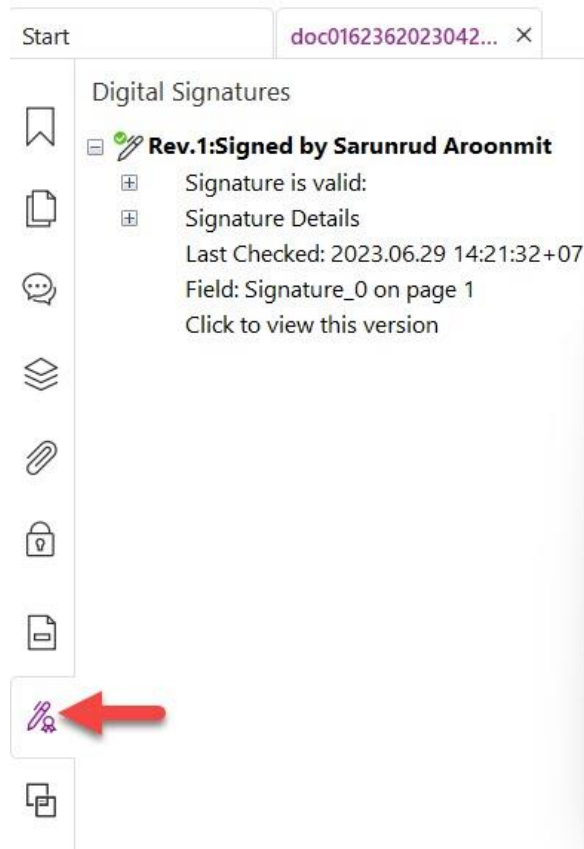 Start
doc0162362023042...
Digital Signatures
Rev.1:Signed by Sarunrud Aroonmit
Signature is valid:
Signature Details
Last Checked: 2023.06.29 14:21:32+07
Field: Signature_0 on page 1
Click to view this version